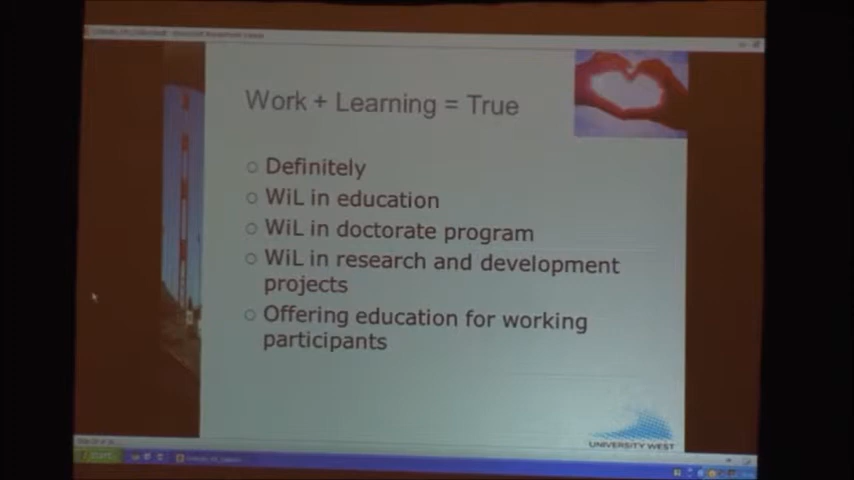 Work + Learning = True
Definitely
WiL in education
WiL in doctorate program
WiL in research and development
projects
Offering education for working
participants
UNIVERSITY WEST
start